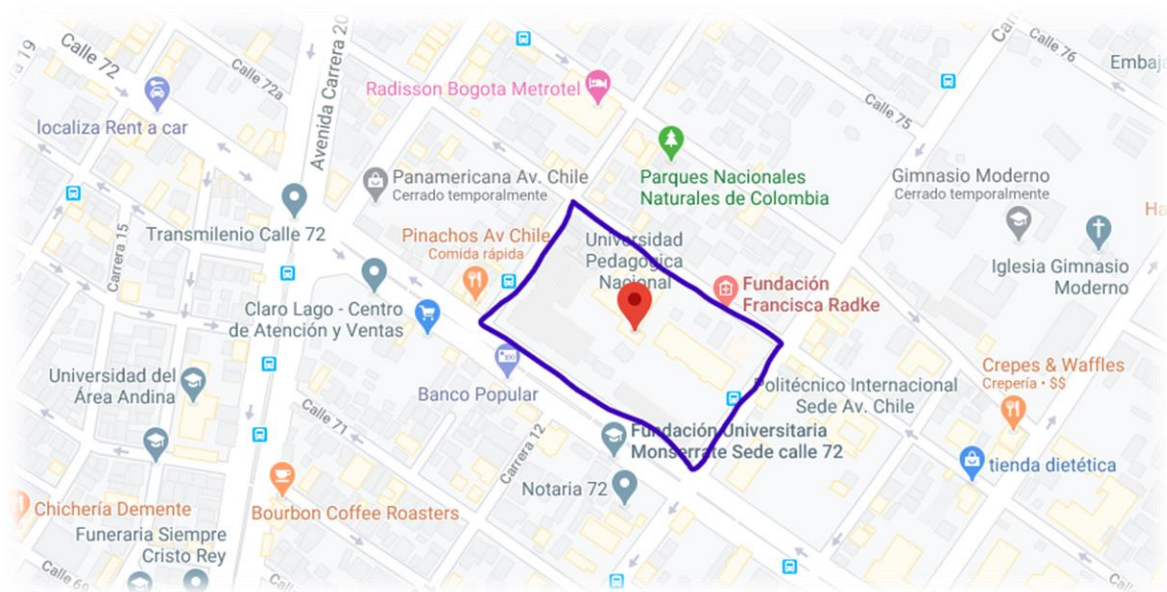 Calle 72
Calle 72a
Avenida Carrera 20
19
localiza Rent a car
Radisson Bogota Metrotel
Calle 76
Calle 75
Panamericana Av. Chile
Cerrado temporalmente
Parques Nacionales
Naturales de Colombia
Gimnasio Moderno
Cerrado temporalmente
Iglesia Gimnasio
Moderno
Transmilenio Calle 72
Carrera 15
Pinachos Av Chile
Comida rápida
Universidad
Pedagógica
Nacional
Fundación
Francisca Radke
Claro Lago - Centro
de Atención y Ventas
Universidad del
Área Andina
Banco Popular
Politécnico Internacional
Sede Av. Chile
Crepes & Waffles
Crepería • $$
Calle 71
Carrera 12
Fundación Universitaria
Monserrate Sede calle 72
Notaria 72
tienda dietética
Chichería Demente
Bourbon Coffee Roasters
Funeraria Siempre
Cristo Rey
Calle
Calle